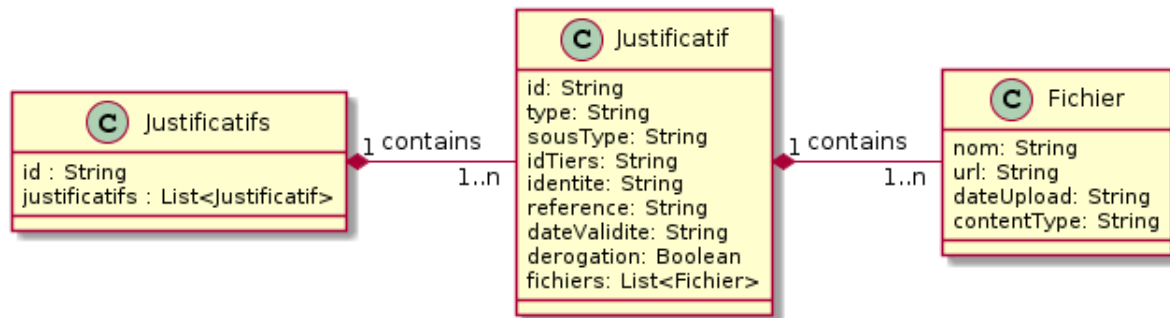 C Justificatifs
id : String
justificatifs : List<Justificatif>
1 contains
1..n
C Justificatif
id: String
type: String
sousType: String
idTiers: String
identite: String
reference: String
dateValidite: String
derogation: Boolean
fichiers: List<Fichier>
1 contains
1..n
C Fichier
nom: String
url: String
dateUpload: String
contentType: String